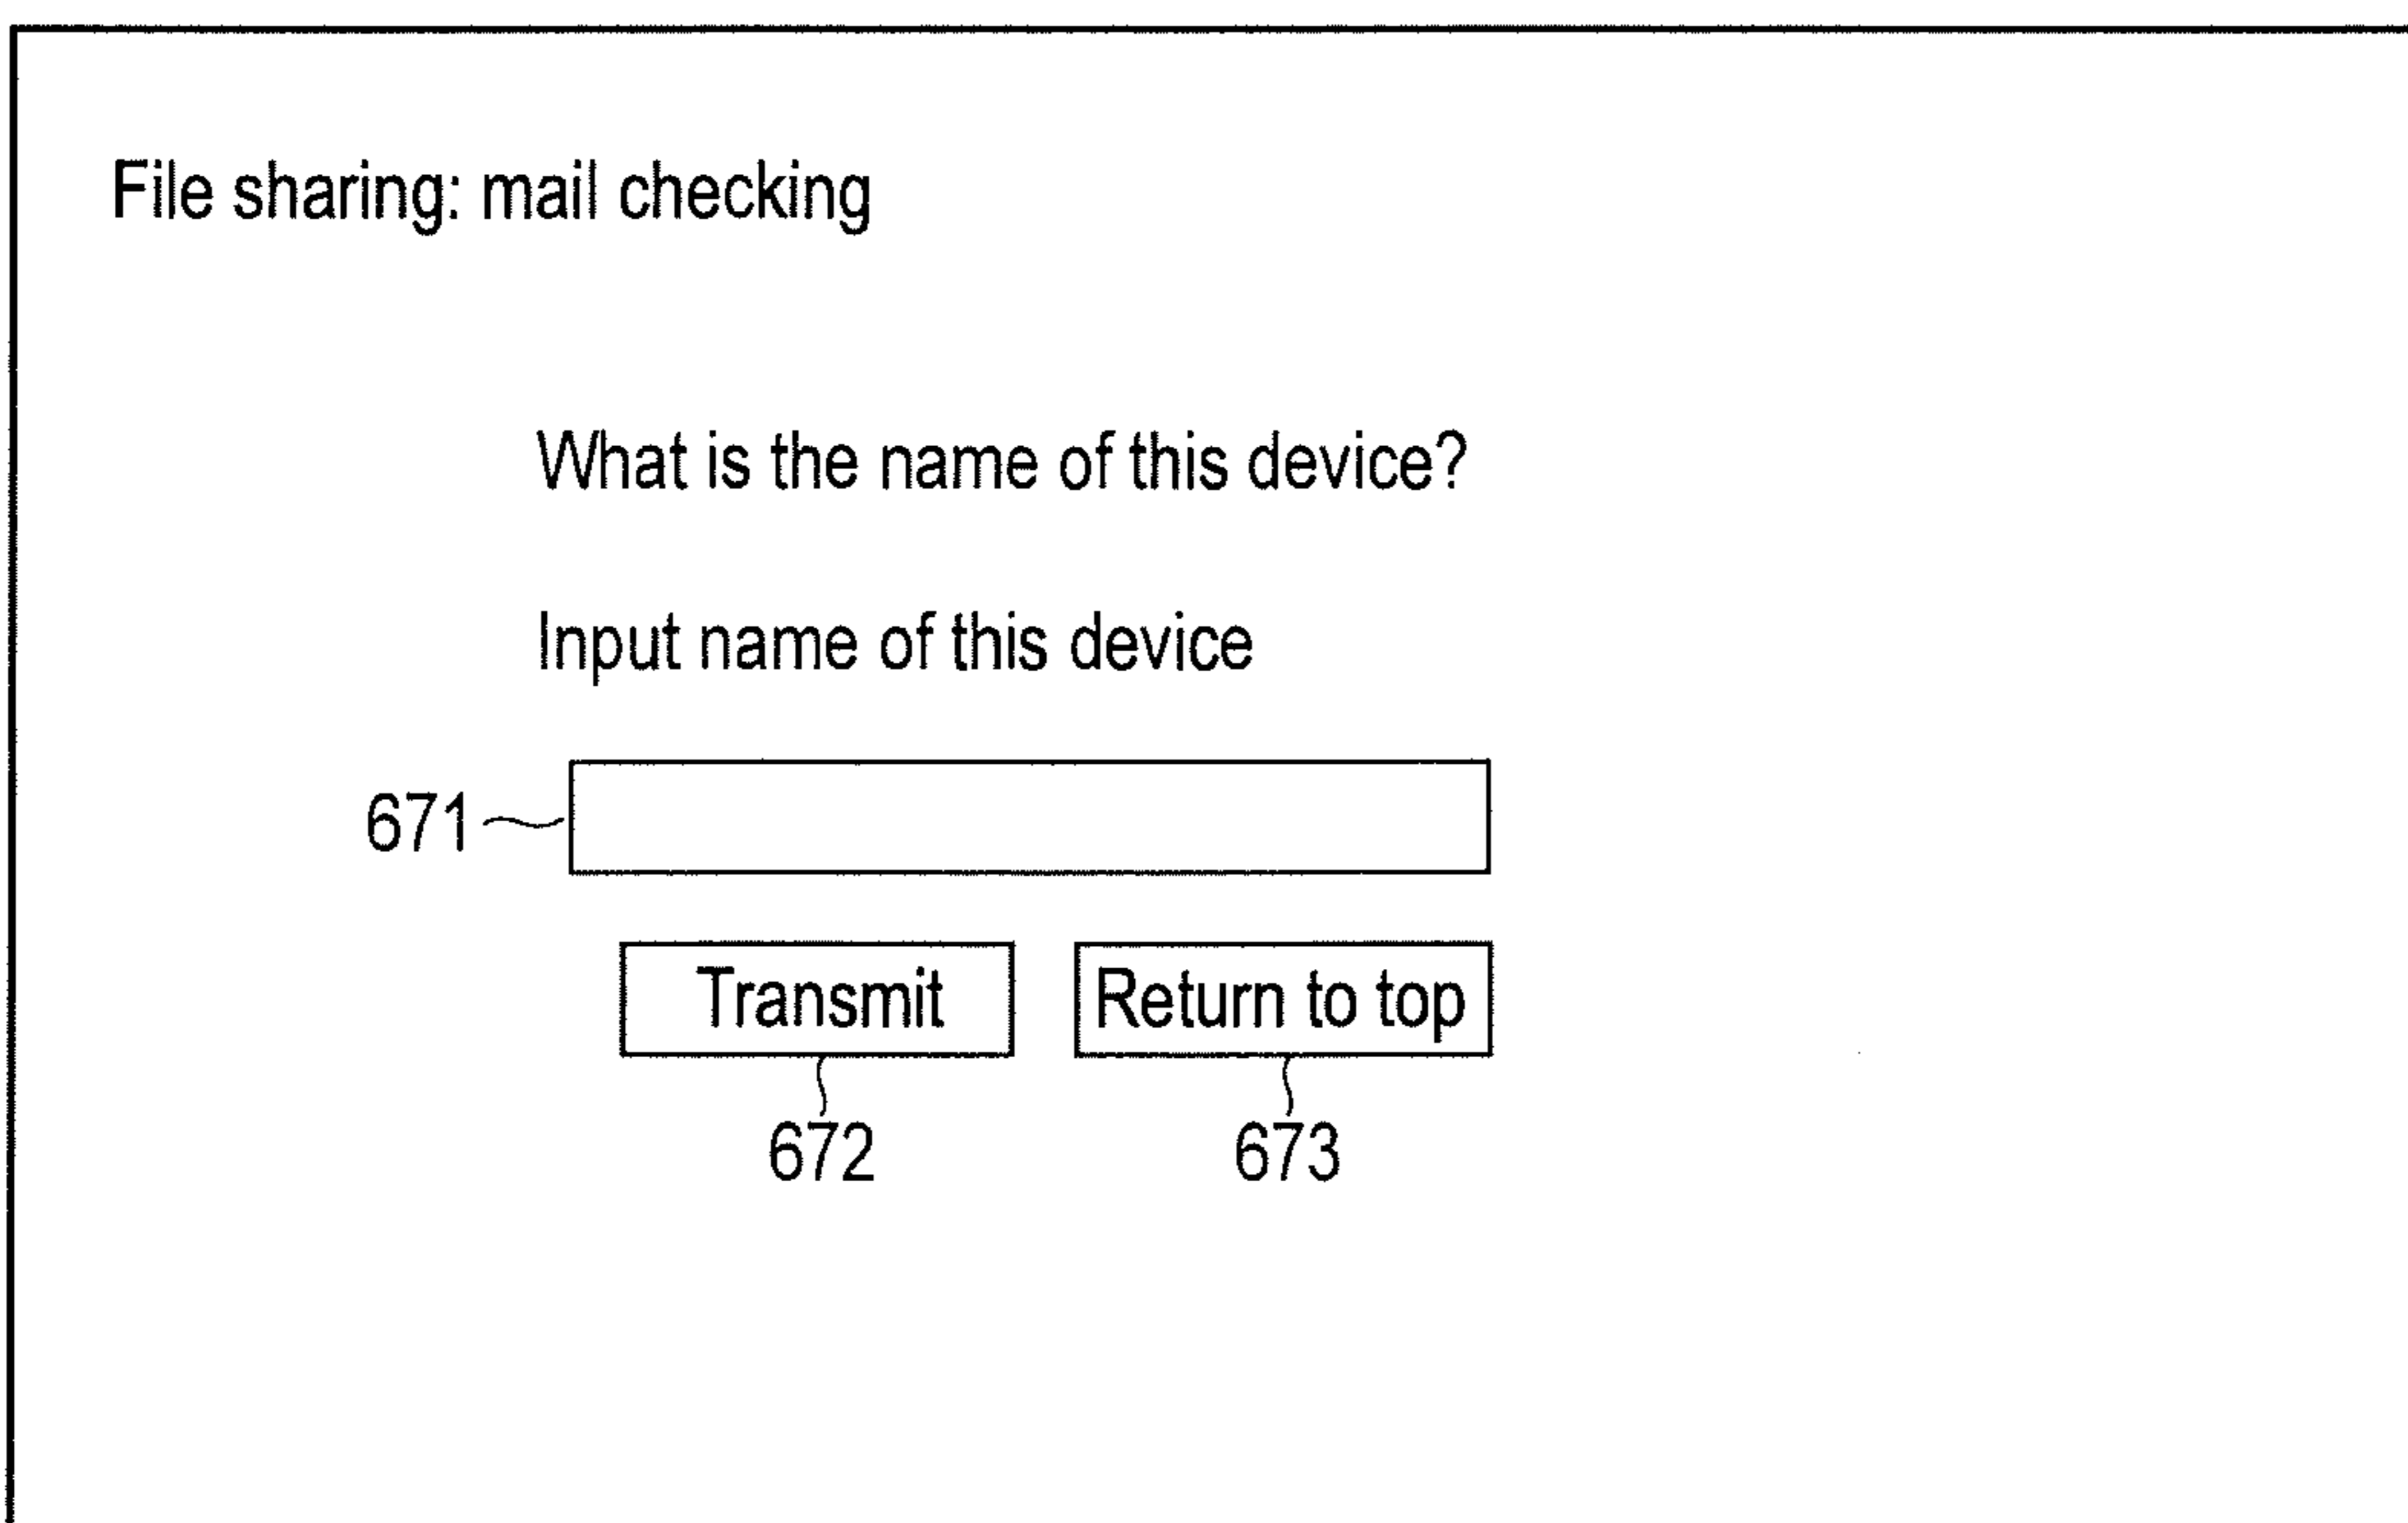 File sharing: mail checking
What is the name of this device?
Input name of this device
671
Transmit Return to top
672 673